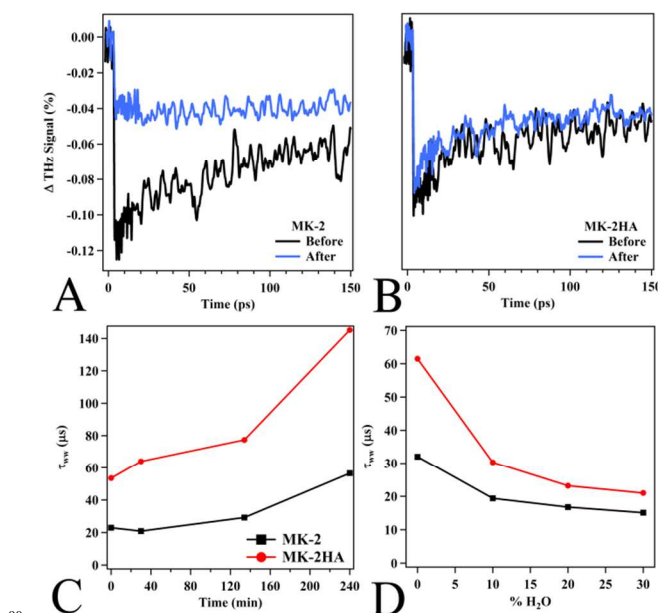 0.00
-0.02
-0.04
-0.06
-0.08
-0.10
-0.12
Δ THz Signal (%)
MK-2
Before
After
0 50 100 150
Time (ps)
A
MK-2HA
Before
After
0 50 100 150
Time (ps)
B
140
120
100
80
60
40
20
0
τww (μs)
MK-2
MK-2HA
0 40 80 120 160 200 240
Time (min)
C
70
60
50
40
30
20
10
0
τww (μs)
0 5 10 15 20 25 30
% H2O
D